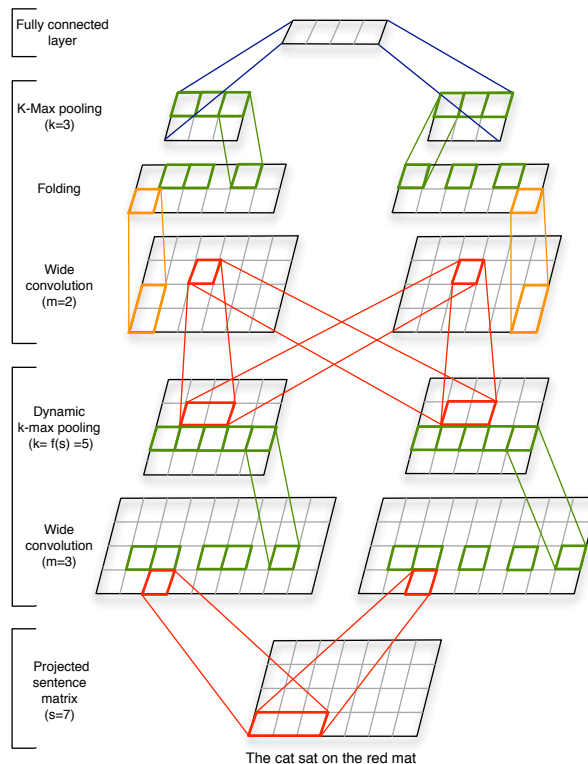 Fully connected
layer
K-Max pooling
(k=3)
Folding
Wide
convolution
(m=2)
Dynamic
k-max pooling
(k= f(s) =5)
Wide
convolution
(m=3)
Projected
sentence
matrix
(s=7)
The cat sat on the red mat